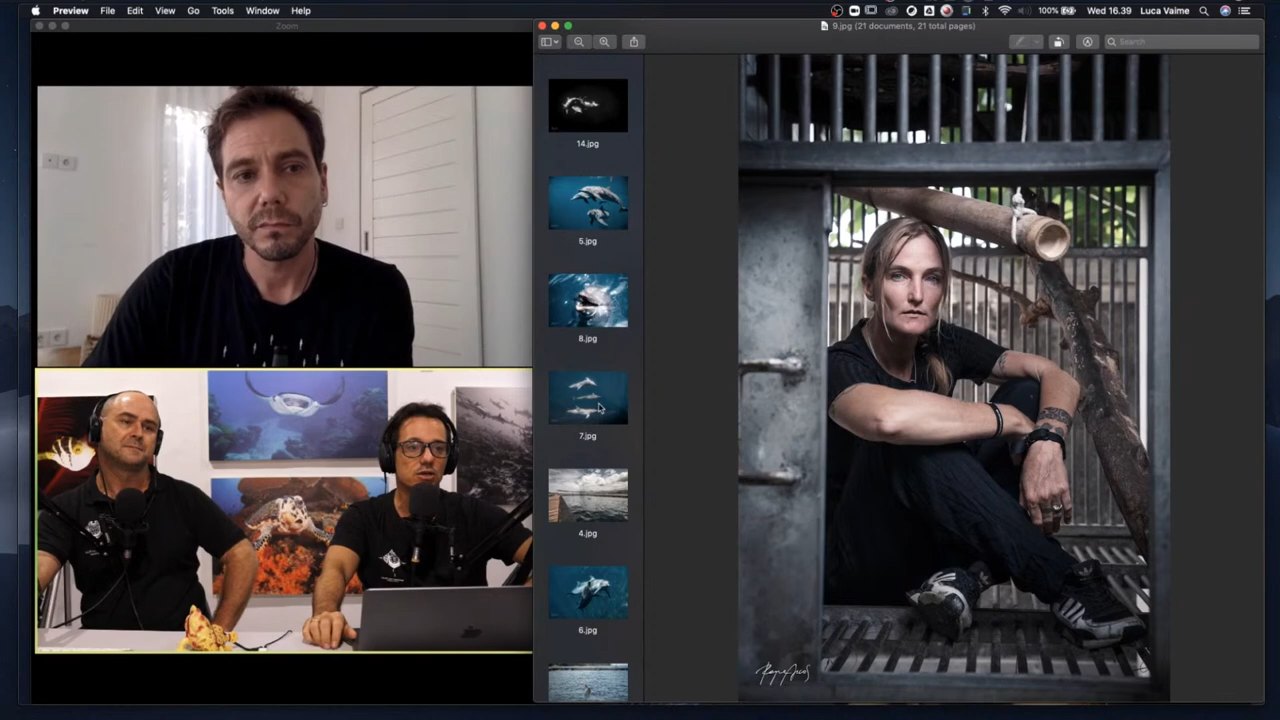 Preview File Edit View Go Tools Window Help
100% Wed 16.39 Luca Vaime
Zoom
9.jpg (21 documents, 21 total pages)
Search
14.jpg
5.jpg
8.jpg
7.jpg
4.jpg
6.jpg